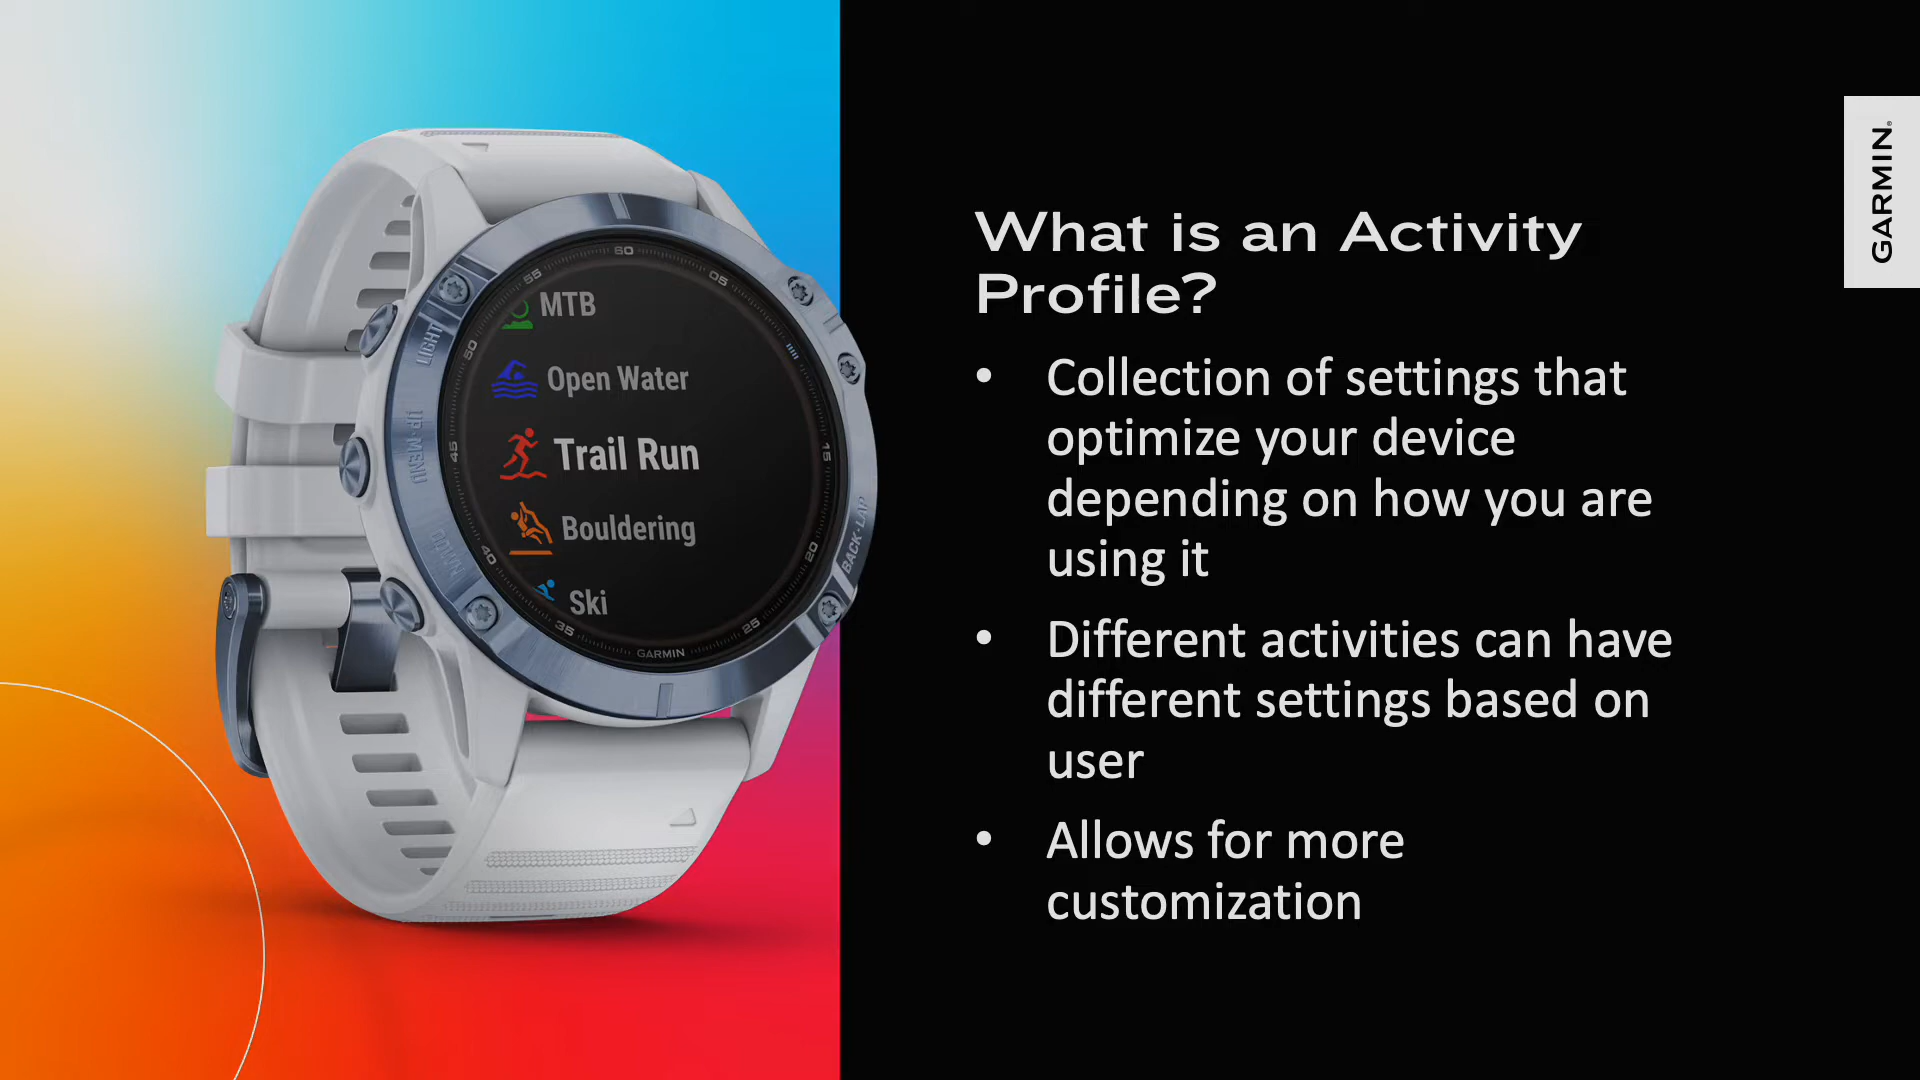 What is an Activity
Profile?
• Collection of settings that
optimize your device
depending on how you are
using it
• Different activities can have
different settings based on
user
• Allows for more
customization
GARMIN®
MTB
Open Water
Trail Run
Bouldering
Ski
60
05
15
20
25
35
40
45
50
55
GARMIN
LIGHT
UP·MENU
DOWN
BACK·LAP